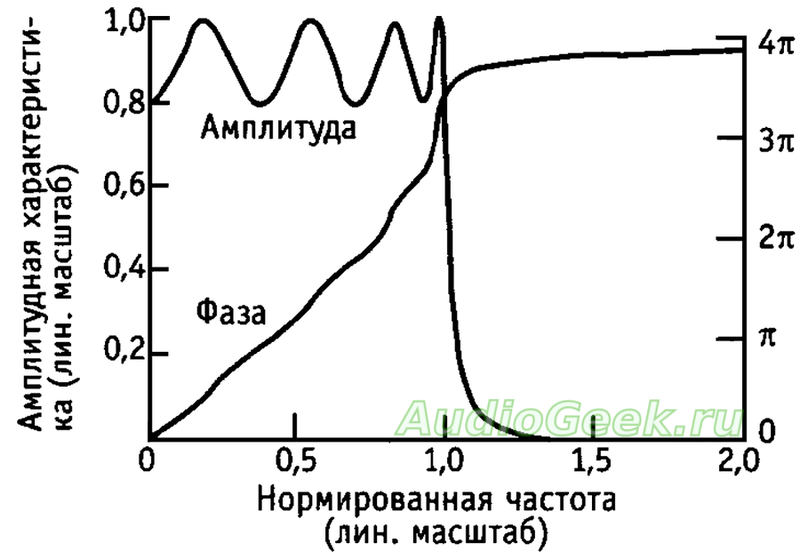 Амплитудная характеристи-
ка (лин. масштаб)
1,0
0,8
0,6
0,4
0,2
Амплитуда
Фаза
4π
3π
2π
π
0
AudioGeek.ru
0
0,5
1,0
1,5
2,0
Нормированная частота
(лин. масштаб)